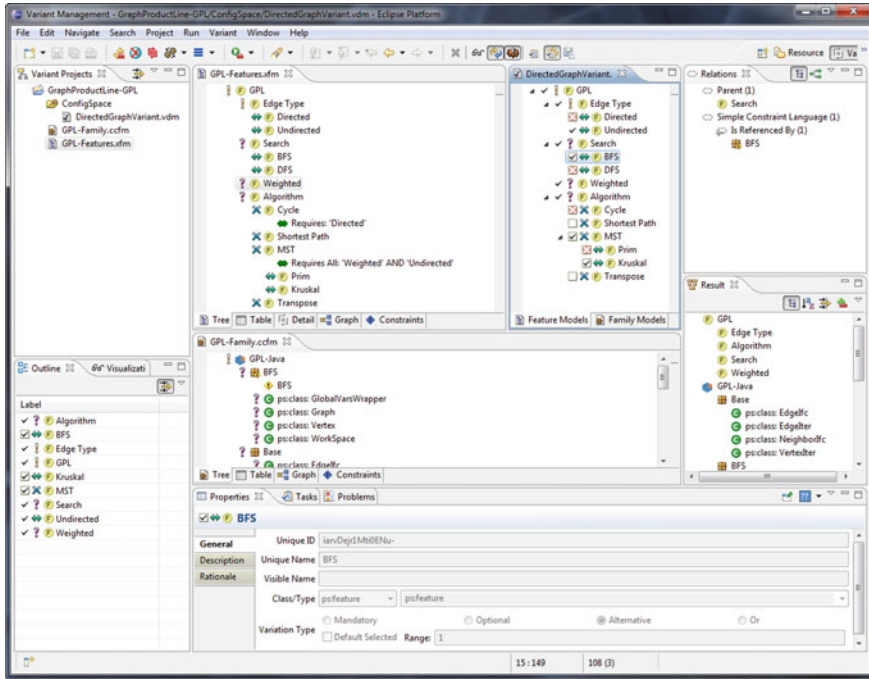 Variant Management - GraphProductLine-GPL/ConfigSpace/DirectedGraphVariant.vdm - Eclipse Platform
File Edit Navigate Search Project Run Variant Window Help
Resource Va
Variant Projects
GraphProductLine-GPL
ConfigSpace
DirectedGraphVariant.vdm
GPL-Family.ccfm
GPL-Features.xfm
GPL-Features.xfm
GPL
Edge Type
Directed
Undirected
Search
BFS
DFS
Weighted
Algorithm
Cycle
Requires: 'Directed'
Shortest Path
MST
Requires All: 'Weighted' AND 'Undirected'
Prim
Kruskal
Transpose
Tree Table Detail Graph Constraints
DirectedGraphVariant.
GPL
Edge Type
Directed
Undirected
Search
BFS
DFS
Weighted
Algorithm
Cycle
Shortest Path
MST
Prim
Kruskal
Transpose
Feature Models Family Models
Relations
Parent (1)
Search
Simple Constraint Language (1)
Is Referenced By (1)
BFS
Result
GPL
Edge Type
Algorithm
Search
Weighted
GPL-Java
Base
ps:class: EdgeIfc
ps:class: EdgeIter
ps:class: NeighborIfc
ps:class: VertexIter
BFS
Outline Visualizati
Label
Algorithm
BFS
Edge Type
GPL
Kruskal
MST
Search
Undirected
Weighted
GPL-Family.ccfm
GPL-Java
BFS
BFS
ps:class: GlobalVarsWrapper
ps:class: Graph
ps:class: Vertex
ps:class: WorkSpace
Base
ps:class: EdgeIfc
Tree Table Graph Constraints
Properties Tasks Problems
BFS
General
Description
Rationale
Unique ID
Unique Name BFS
Visible Name
Class/Type ps:feature ps:feature
Variation Type Mandatory Optional Alternative Or
Default Selected Range: 1
15 : 149 108 (3)